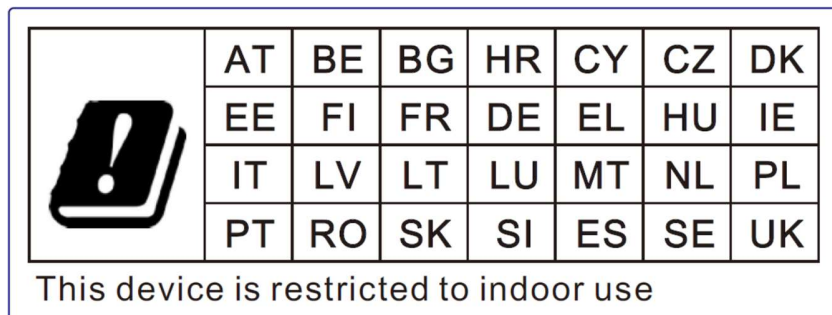 AT BE BG HR CY CZ DK
EE FI FR DE EL HU IE
IT LV LT LU MT NL PL
PT RO SK SI ES SE UK
This device is restricted to indoor use